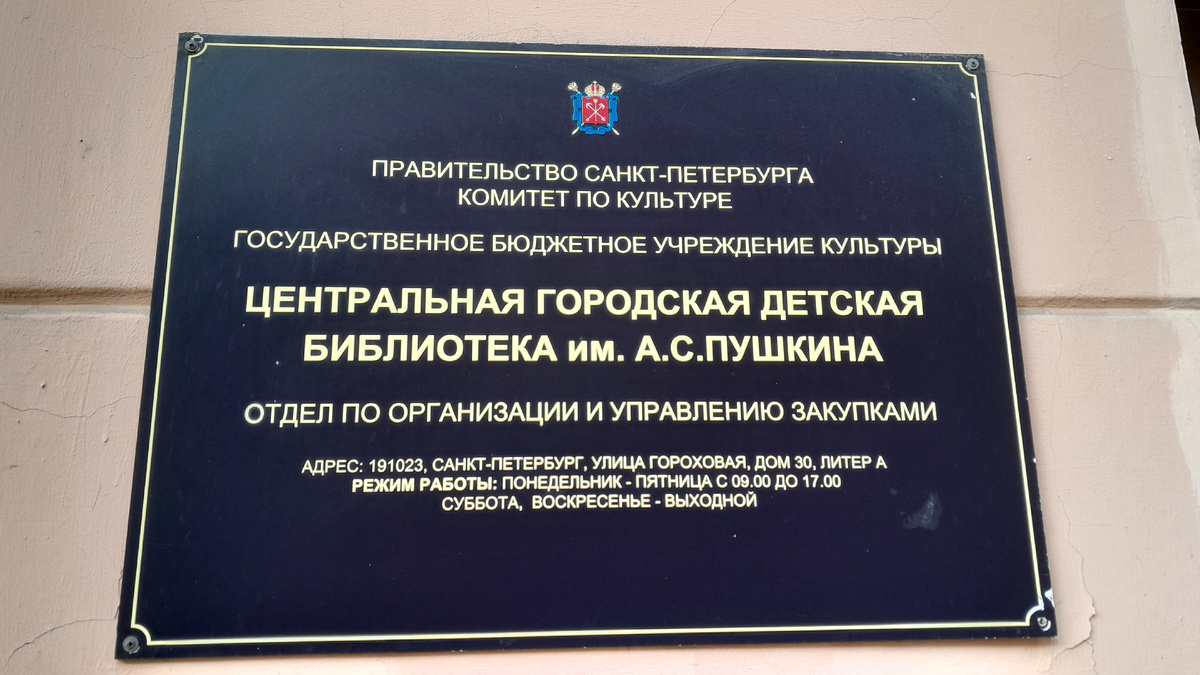 ПРАВИТЕЛЬСТВО САНКТ-ПЕТЕРБУРГА
КОМИТЕТ ПО КУЛЬТУРЕ
ГОСУДАРСТВЕННОЕ БЮДЖЕТНОЕ УЧРЕЖДЕНИЕ КУЛЬТУРЫ
ЦЕНТРАЛЬНАЯ ГОРОДСКАЯ ДЕТСКАЯ
БИБЛИОТЕКА им. А.С.ПУШКИНА
ОТДЕЛ ПО ОРГАНИЗАЦИИ И УПРАВЛЕНИЮ ЗАКУПКАМИ
АДРЕС: 191023, САНКТ-ПЕТЕРБУРГ, УЛИЦА ГОРОХОВАЯ, ДОМ 30, ЛИТЕР А
РЕЖИМ РАБОТЫ: ПОНЕДЕЛЬНИК - ПЯТНИЦА С 09.00 ДО 17.00
СУББОТА, ВОСКРЕСЕНЬЕ - ВЫХОДНОЙ